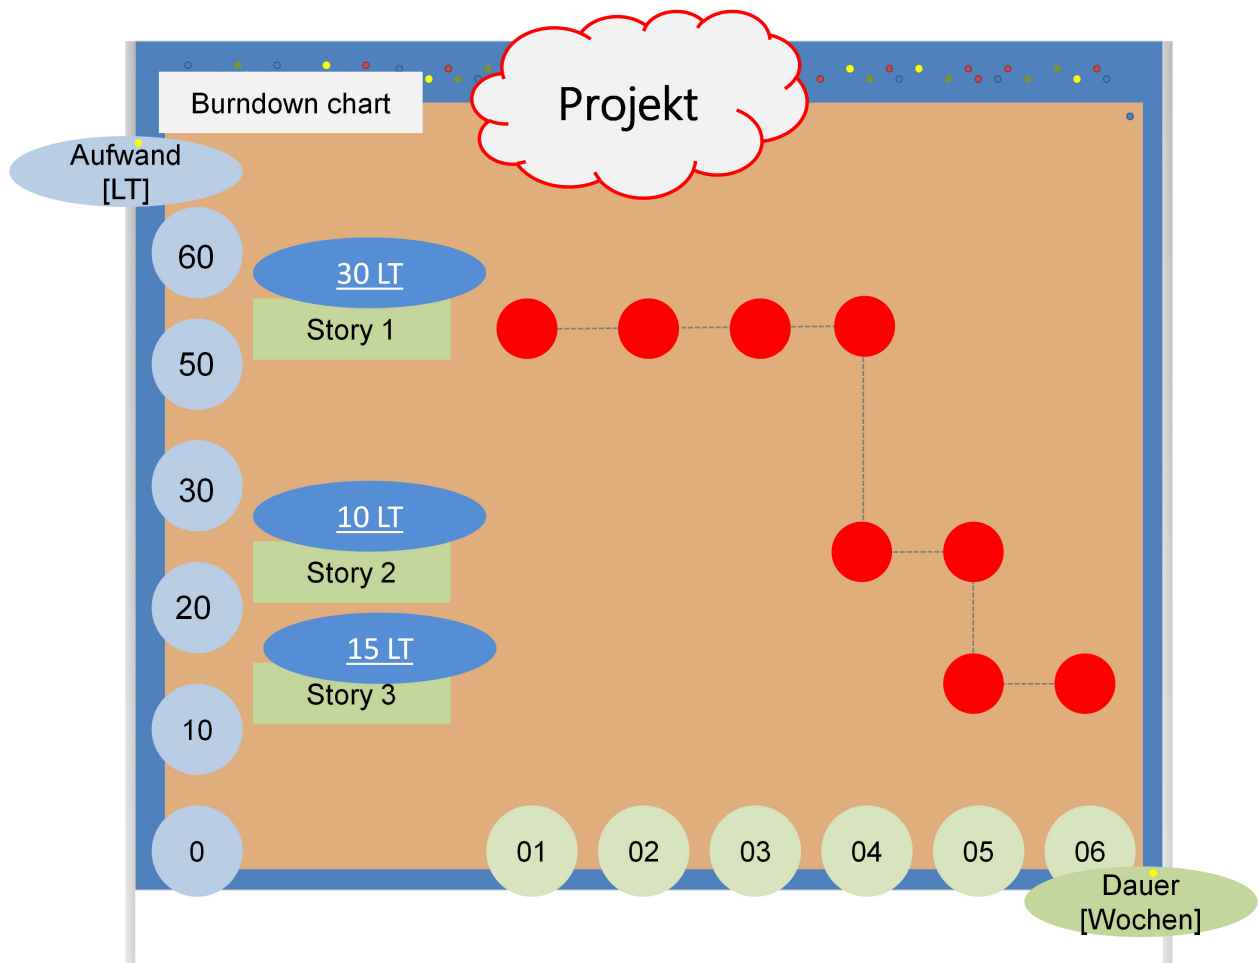 Projekt
Burndown chart
Aufwand
[LT]
60
30 LT
Story 1
50
30
10 LT
Story 2
20
15 LT
Story 3
10
0
01
02
03
04
05
06
Dauer
[Wochen]